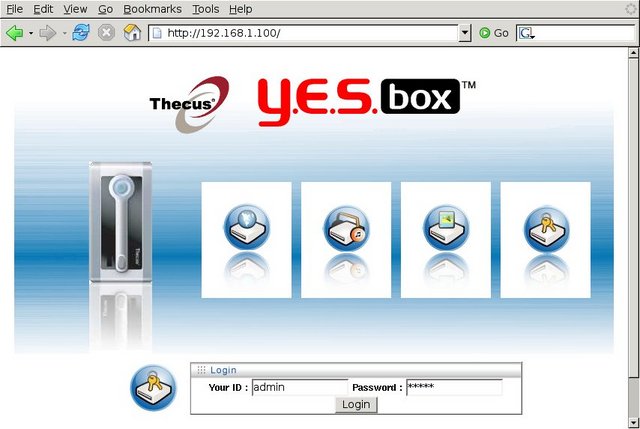 File Edit View Go Bookmarks Tools Help
http://192.168.1.100/ Go G
Thecus® Y.E.S.box™
Thecus
Login
Your ID : admin Password : *****
Login